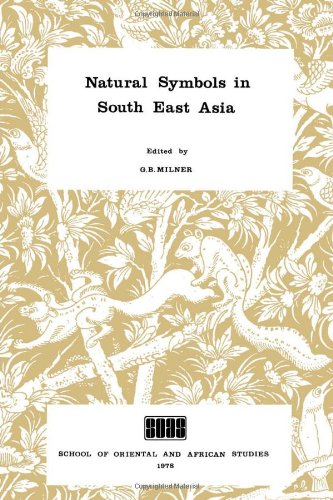 Natural Symbols in
South East Asia
Edited by
G.B.MILNER
SOAS
SCHOOL OF ORIENTAL AND AFRICAN STUDIES
1978